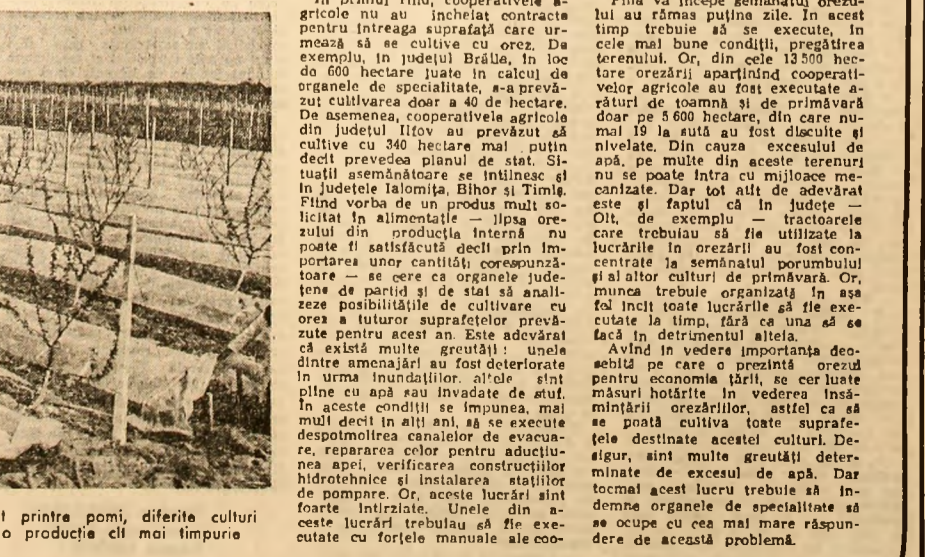 În primul rînd, cooperativele a-
gricole nu au încheiat contracte
pentru întreaga suprafață care ur-
mează să se cultive cu orez. De
exemplu, în județul Brăila, în loc
de 600 hectare luate în calcul de
organele de specialitate, s-a prevă-
zut cultivarea doar a 40 de hectare.
De asemenea, cooperativele agricole
din județul Ilfov au prevăzut să
cultive cu 340 hectare mai puțin
decît prevedea planul de stat. Si-
tuații asemănătoare se întîlnesc și
în județele Ialomița, Bihor și Timiș.
Fiind vorba de un produs mult so-
licitat în alimentație — lipsa ore-
zului din producția internă nu
poate fi satisfăcută decît prin im-
portarea unor cantități corespunză-
toare — se cere ca organele jude-
țene de partid și de stat să anali-
zeze posibilitățile de cultivare cu
orez a tuturor suprafețelor prevă-
zute pentru acest an. Este adevărat
că există multe greutăți: unele
dintre amenajări au fost deteriorate
în urma inundațiilor, altele sînt
pline cu apă sau invadate de stuf.
În aceste condiții se impunea, mai
mult decît în alți ani, să se execute
despotmolirea canalelor de evacua-
re, repararea celor pentru aducțiu-
nea apei, verificarea construcțiilor
hidrotehnice și instalarea stațiilor
de pompare. Or, aceste lucrări sînt
foarte întîrziate. Unele din a-
ceste lucrări trebuiau să fie exe-
cutate cu forțele manuale ale coo-
Pînă va începe semănatul orezu-
lui au rămas puține zile. În acest
timp trebuie să se execute, în
cele mai bune condiții, pregătirea
terenului. Or, din cele 13 500 hec-
tare orezării aparținînd cooperati-
velor agricole au fost executate a-
rături de toamnă și de primăvară
doar pe 5 600 hectare, din care nu-
mai 19 la sută au fost discuite și
nivelate. Din cauza excesului de
apă, pe multe din aceste terenuri
nu se poate intra cu mijloace me-
canizate. Dar tot atît de adevărat
este și faptul că în județe —
Olt, de exemplu — tractoarele
care trebuiau să fie utilizate la
lucrările în orezării au fost con-
centrate la semănatul porumbului
și al altor culturi de primăvară. Or,
munca trebuie organizată în așa
fel încît toate lucrările să fie exe-
cutate la timp, fără ca una să se
facă în detrimentul alteia.
Avînd în vedere importanța deo-
sebită pe care o prezintă orezul
pentru economia țării, se cer luate
măsuri hotărîte în vederea însă-
mînțării orezăriilor, astfel ca să
se poată cultiva toate suprafe-
țele destinate acestei culturi. De-
sigur, sînt multe greutăți deter-
minate de excesul de apă. Dar
tocmai acest lucru trebuie să în-
demne organele de specialitate să
se ocupe cu cea mai mare răspun-
dere de această problemă.
t printre pomi, diferite culturi
o producție cît mai timpurie